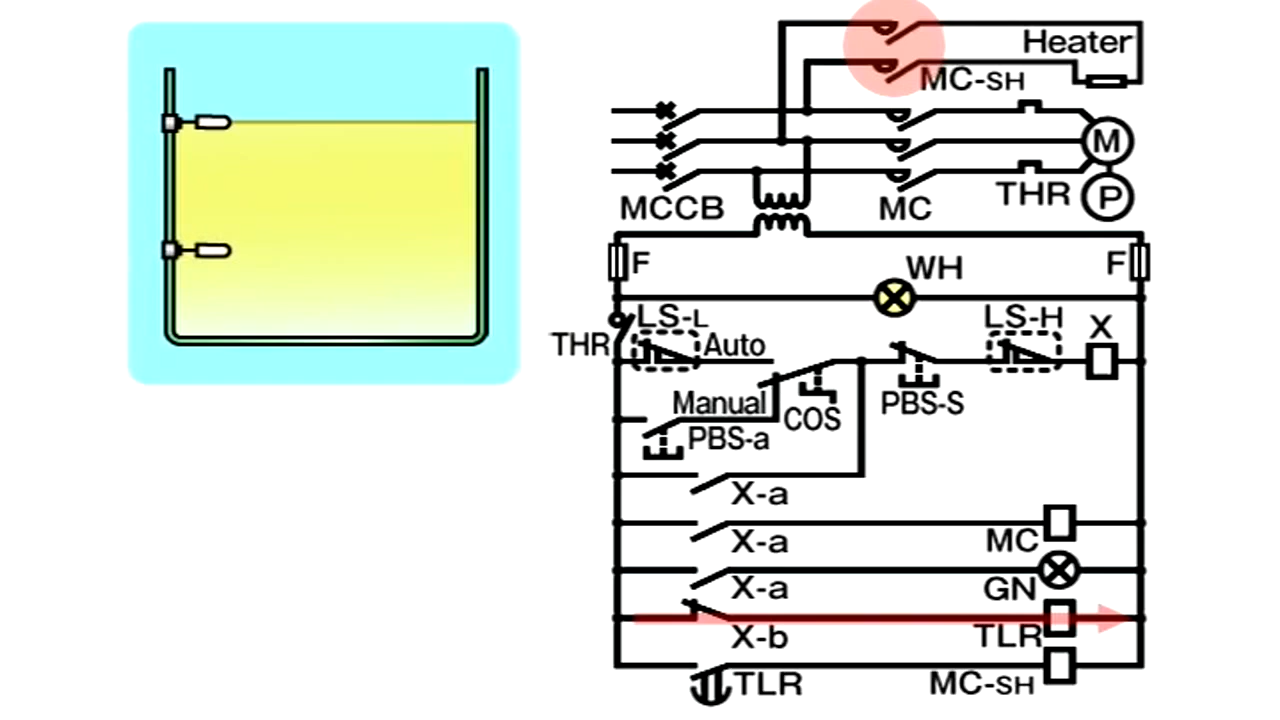 Heater
MC-SH
M
MCCB
MC
THR
P
F
F
WH
LS-L
LS-H
X
THR
Auto
Manual
COS
PBS-S
PBS-a
X-a
X-a
MC
X-a
GN
X-b
TLR
TLR
MC-SH